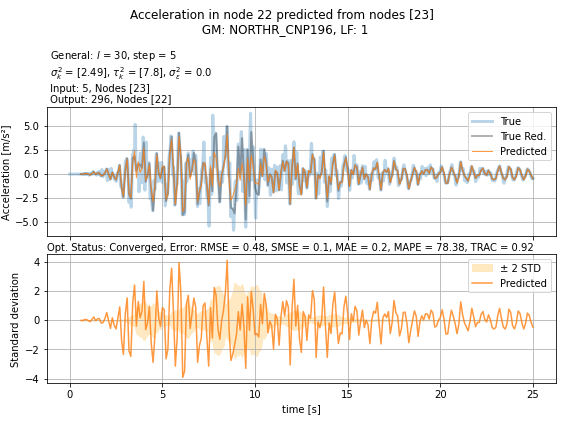 Acceleration in node 22 predicted from nodes [23]
GM: NORTHR_CNP196, LF: 1
General: l = 30, step = 5
σ²ₖ = [2.49], τ²ₖ = [7.8], σ²ε = 0.0
Input: 5, Nodes [23]
Output: 296, Nodes [22]
Acceleration [m/s²]
5.0
2.5
0.0
−2.5
−5.0
True
True Red.
Predicted
Opt. Status: Converged, Error: RMSE = 0.48, SMSE = 0.1, MAE = 0.2, MAPE = 78.38, TRAC = 0.92
Standard deviation
4
2
0
−2
−4
± 2 STD
Predicted
0
5
10
15
20
25
time [s]